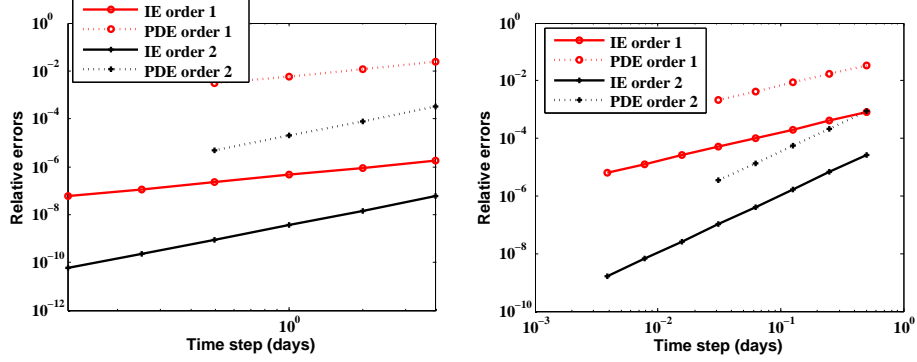 IE order 1
PDE order 1
IE order 2
PDE order 2
10^0
10^−2
10^−4
10^−6
10^−8
10^−10
10^−12
Relative errors
10^0
Time step (days)
IE order 1
PDE order 1
IE order 2
PDE order 2
10^0
10^−2
10^−4
10^−6
10^−8
10^−10
Relative errors
10^−3
10^−2
10^−1
10^0
Time step (days)